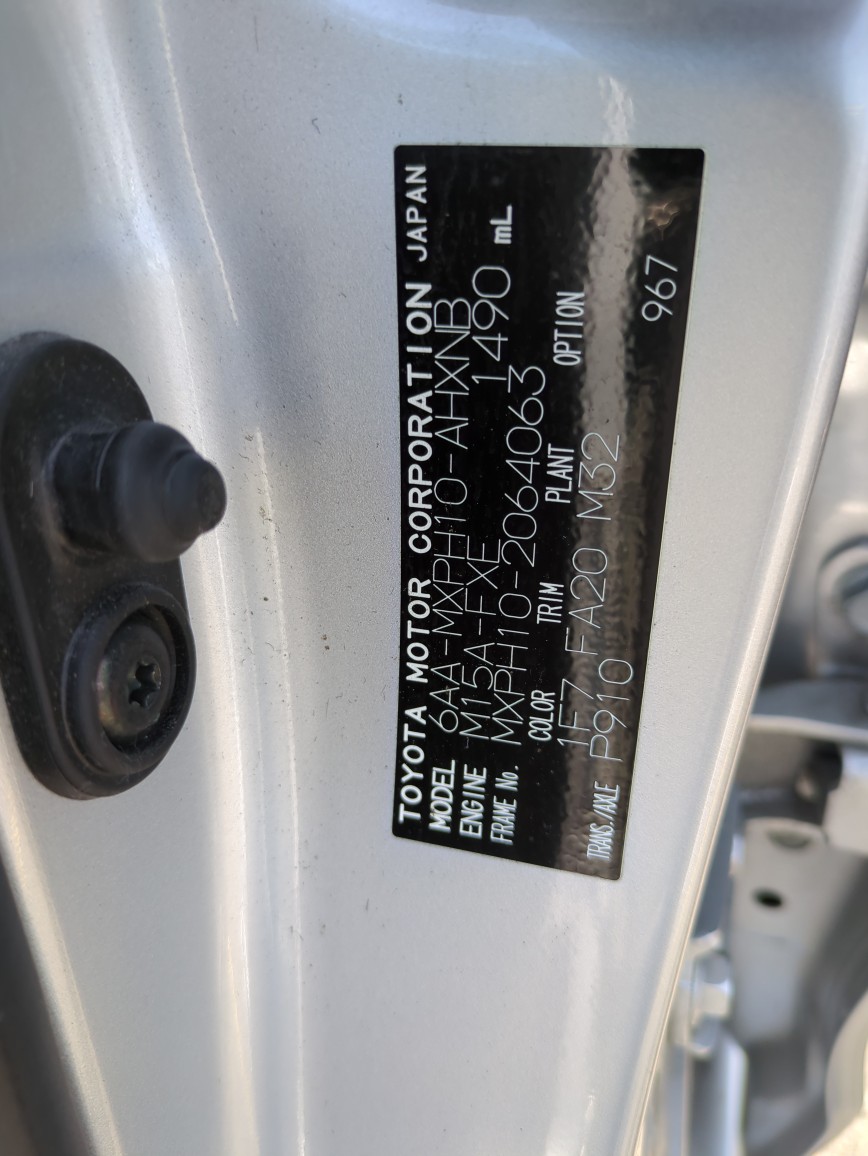 TOYOTA MOTOR CORPORATION JAPAN
MODEL 6AA-MXPH10-AHXNB
ENGINE M15A-FXE 1490 mL
FRAME No. MXPH10-2064063
COLOR TRIM PLANT OPTION
1F7 FA20 M32
TRANS./AXLE P910 967